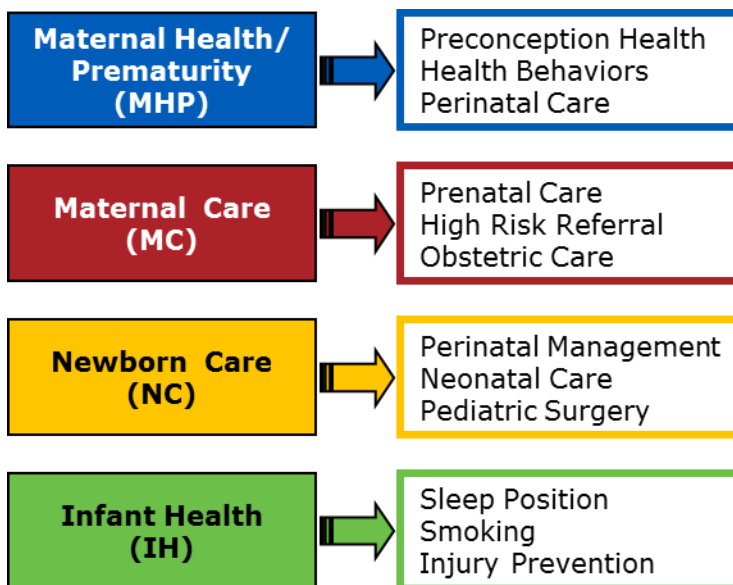 Maternal Health/
Prematurity
(MHP)
Preconception Health
Health Behaviors
Perinatal Care
Maternal Care
(MC)
Prenatal Care
High Risk Referral
Obstetric Care
Newborn Care
(NC)
Perinatal Management
Neonatal Care
Pediatric Surgery
Infant Health
(IH)
Sleep Position
Smoking
Injury Prevention